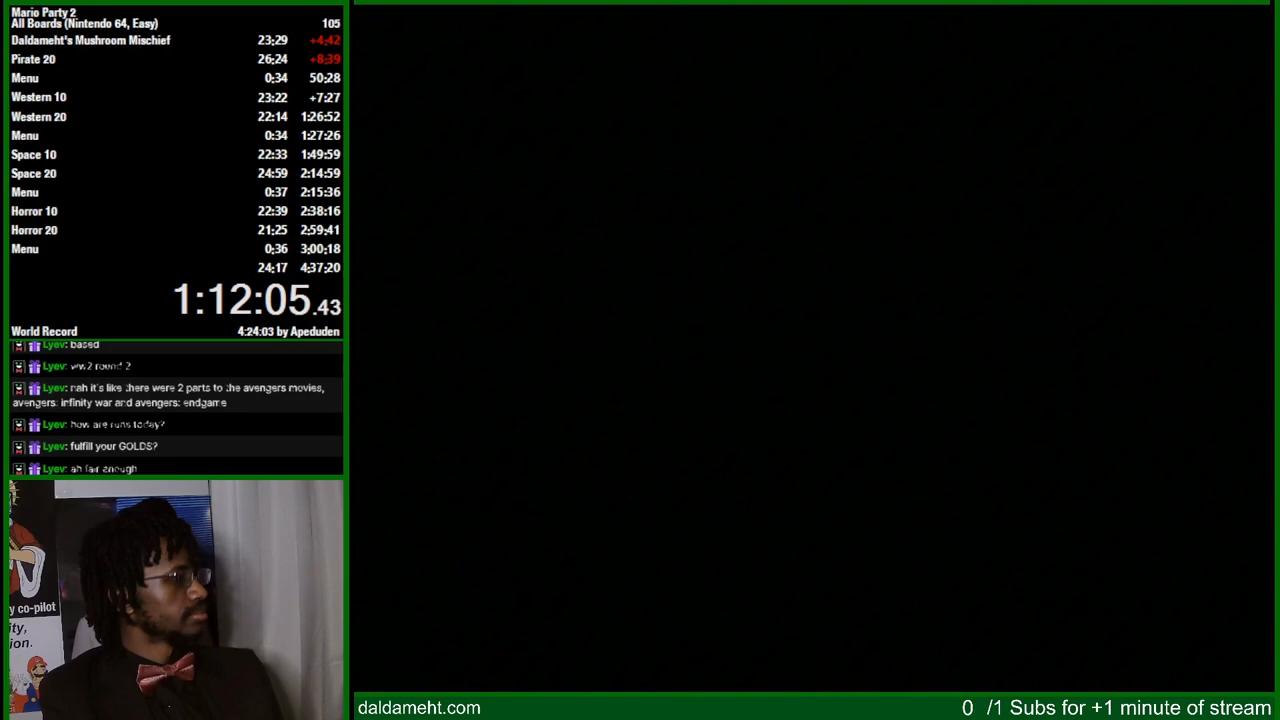 Mario Party 2
All Boards (Nintendo 64, Easy) 105
Daldameht's Mushroom Mischief 23:29 +4:42
Pirate 20 26:24 +8:39
Menu 0:34 50:28
Western 10 23:22 +7:27
Western 20 22:14 1:26:52
Menu 0:34 1:27:26
Space 10 22:33 1:49:59
Space 20 24:59 2:14:59
Menu 0:37 2:15:36
Horror 10 22:39 2:38:16
Horror 20 21:25 2:59:41
Menu 0:36 3:00:18
24:17 4:37:20
1:12:05.43
World Record 4:24:03 by Apeduden
Lyev: based
Lyev: ww2 round 2
Lyev: nah it's like there were 2 parts to the avengers movies,
avengers: infinity war and avengers: endgame
Lyev: how are runs today?
Lyev: fulfill your GOLDS?
Lyev: ah fair enough
y co-pilot
ity,
ion.
daldameht.com
0 /1 Subs for +1 minute of stream